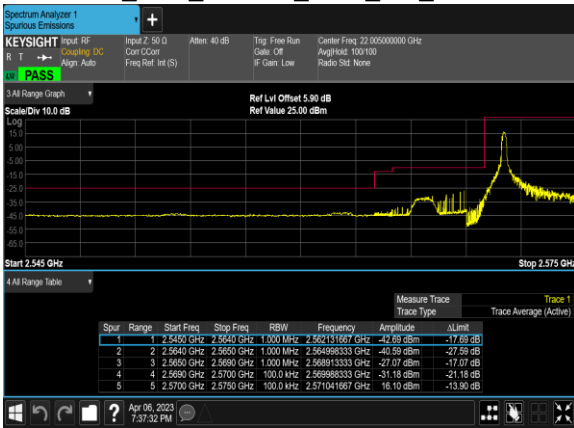 Spectrum Analyzer 1
Spurious Emissions
+
KEYSIGHT Input: RF Input Z: 50 Ω Atten: 40 dB Trig: Free Run Center Freq: 22.005000000 GHz
R T Coupling: DC Corr CCorr Gate: Off Avg|Hold: 100/100
Align: Auto Freq Ref: Int (S) IF Gain: Low Radio Std: None
PASS
3 All Range Graph
Ref Lvl Offset 5.90 dB
Scale/Div 10.0 dB Ref Value 25.00 dBm
Log
15.0
5.00
-5.00
-15.0
-25.0
-35.0
-45.0
-55.0
-65.0
Start 2.545 GHz Stop 2.575 GHz
4 All Range Table
Measure Trace Trace 1
Trace Type Trace Average (Active)
Spur Range Start Freq Stop Freq RBW Frequency Amplitude ΔLimit
1 1 2.5450 GHz 2.5640 GHz 1.000 MHz 2.562131667 GHz -42.69 dBm -17.69 dB
2 2 2.5640 GHz 2.5650 GHz 1.000 MHz 2.564998333 GHz -40.59 dBm -27.59 dB
3 3 2.5650 GHz 2.5690 GHz 1.000 MHz 2.568913333 GHz -27.07 dBm -17.07 dB
4 4 2.5690 GHz 2.5700 GHz 100.0 kHz 2.569988333 GHz -31.18 dBm -21.18 dB
5 5 2.5700 GHz 2.5750 GHz 100.0 kHz 2.571041667 GHz 16.10 dBm -13.90 dB
? Apr 06, 2023
7:37:32 PM